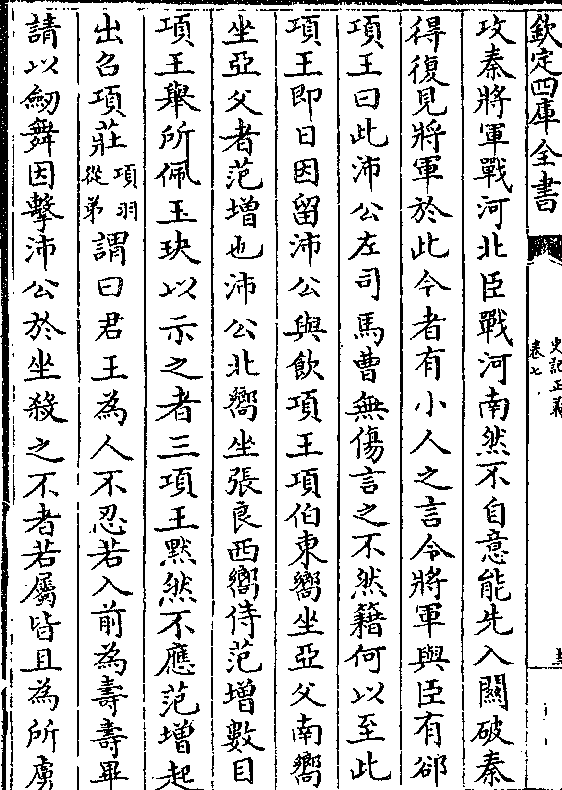 欽定四庫全書
史記正義
卷七
攻秦將軍戰河北臣戰河南然不自意能先入關破秦
得復見將軍於此今者有小人之言令將軍與臣有郤
項王曰此沛公左司馬曹無傷言之不然籍何以至此
項王即日因留沛公與飲項王項伯東嚮坐亞父南嚮
坐亞父者范增也沛公北嚮坐張良西嚮侍范增數目
項王舉所佩玉玦以示之者三項王黙然不應范增起
出召項莊項羽從弟謂曰君王為人不忍若入前為壽壽畢
請以劒舞因擊沛公於坐殺之不者若屬皆且為所虜